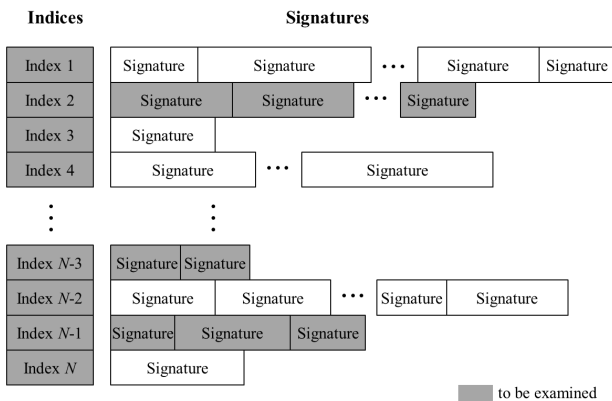 Indices Signatures
Index 1 Signature Signature ... Signature Signature
Index 2 Signature Signature ... Signature
Index 3 Signature
Index 4 Signature ... Signature
Index N-3 Signature Signature
Index N-2 Signature Signature ... Signature Signature
Index N-1 Signature Signature Signature
Index N Signature
to be examined